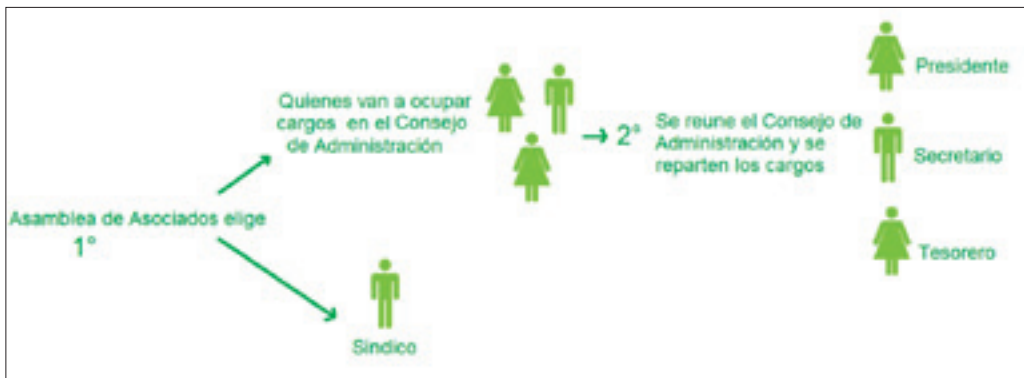 Asamblea de Asociados elige
1°
Quienes van a ocupar
cargos en el Consejo
de Administración
→ 2°
Se reune el Consejo de
Administración y se
reparten los cargos
Presidente
Secretario
Tesorero
Sindico